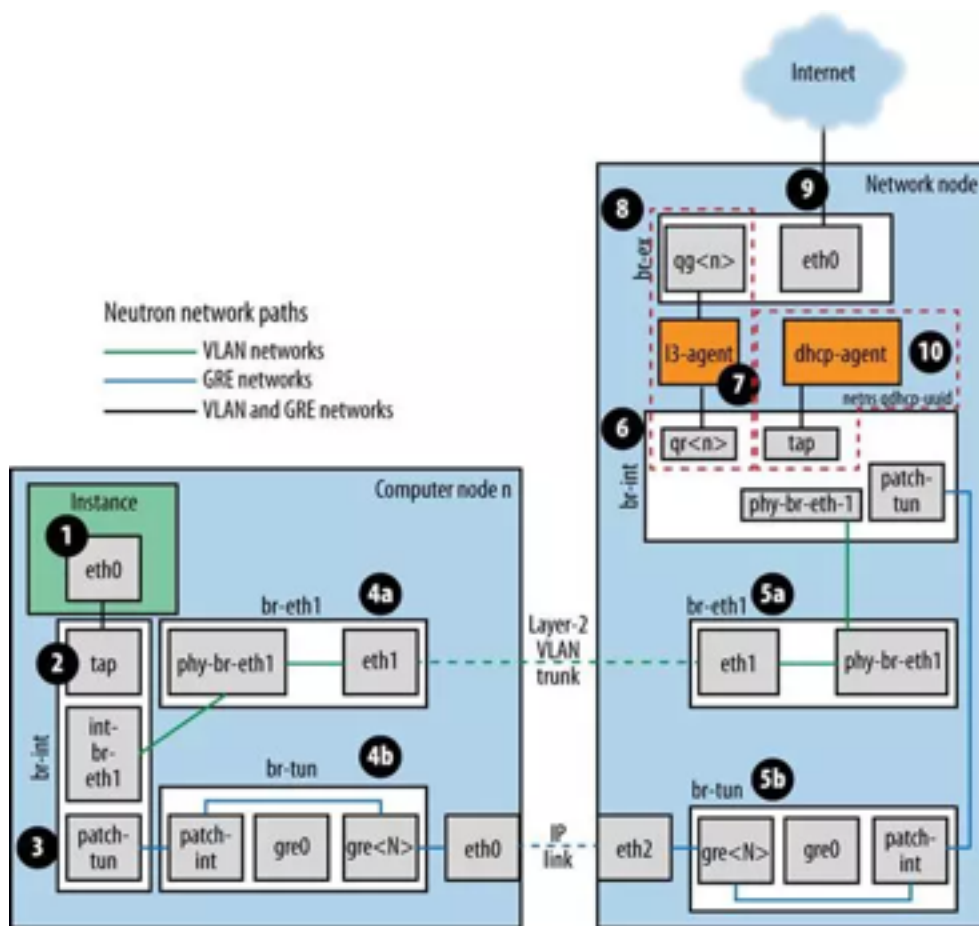 Internet
Network node
9
8
br-ex
qg<n>
eth0
Neutron network paths
VLAN networks
GRE networks
VLAN and GRE networks
l3-agent
dhcp-agent
10
7
netns qdhcp-uuid
6
qr<n>
tap
br-int
phy-br-eth-1
patch-
tun
Computer node n
Instance
1
eth0
br-eth1
4a
2
tap
phy-br-eth1
eth1
Layer-2
VLAN
trunk
br-eth1
5a
eth1
phy-br-eth1
br-int
int-
br-
eth1
br-tun
4b
3
patch-
tun
patch-
int
gre0
gre<N>
eth0
IP
link
eth2
br-tun
5b
gre<N>
gre0
patch-
int